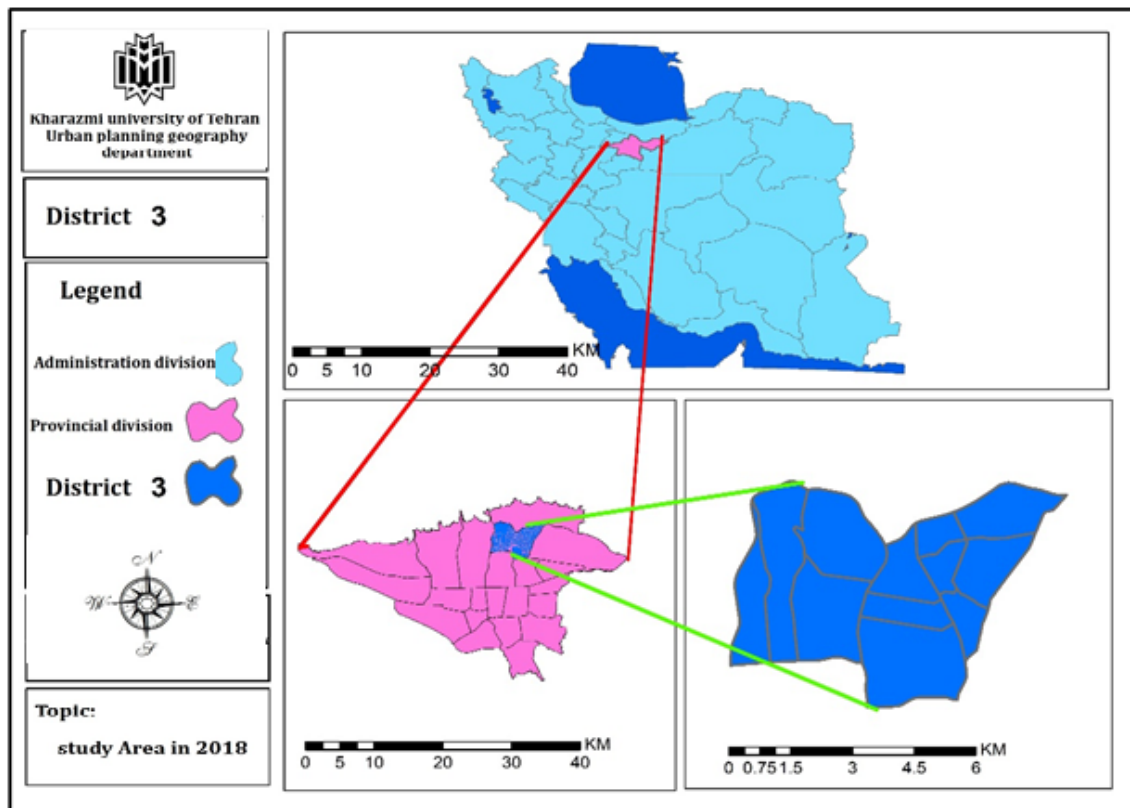 Kharazmi university of Tehran
Urban planning geography
department
District 3
Legend
Administration division
Provincial division
District 3
N
W E
S
Topic:
study Area in 2018
KM
0 5 10 20 30 40
KM
0 5 10 20 30 40
KM
0 0.75 1.5 3 4.5 6